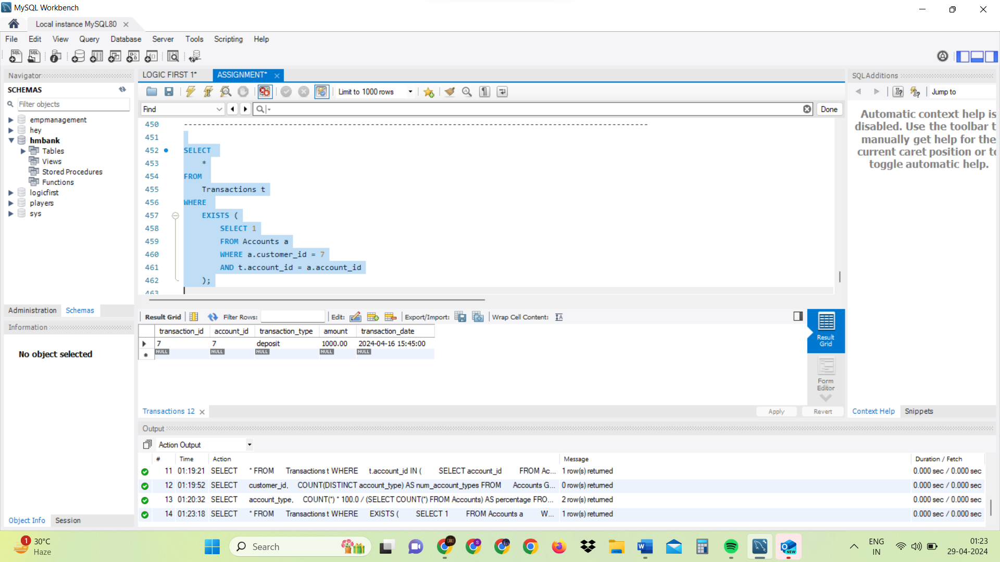 MySQL Workbench
Local instance MySQL80
File Edit View Query Database Server Tools Scripting Help
Navigator
SCHEMAS
Filter objects
empmanagement
hey
hmbank
Tables
Views
Stored Procedures
Functions
logicfirst
players
sys
Administration Schemas
Information
No object selected
Object Info Session
LOGIC FIRST 1* ASSIGNMENT*
Limit to 1000 rows
Find Done
450 ----------------------------------------------------------------------------------------------------
451
452 SELECT
453 *
454 FROM
455 Transactions t
456 WHERE
457 EXISTS (
458 SELECT 1
459 FROM Accounts a
460 WHERE a.customer_id = 7
461 AND t.account_id = a.account_id
462 );
463
Result Grid Filter Rows: Edit: Export/Import: Wrap Cell Content:
transaction_id account_id transaction_type amount transaction_date
7 7 deposit 1000.00 2024-04-16 15:45:00
NULL NULL NULL NULL NULL
Result Grid
Form Editor
Transactions 12 Apply Revert
Output
Action Output
# Time Action Message Duration / Fetch
11 01:19:21 SELECT * FROM Transactions t WHERE t.account_id IN ( SELECT account_id FROM Ac... 1 row(s) returned 0.000 sec / 0.000 sec
12 01:19:52 SELECT customer_id, COUNT(DISTINCT account_type) AS num_account_types FROM Accounts G... 0 row(s) returned 0.000 sec / 0.000 sec
13 01:20:32 SELECT account_type, COUNT(*) * 100.0 / (SELECT COUNT(*) FROM Accounts) AS percentage FRO... 2 row(s) returned 0.000 sec / 0.000 sec
14 01:23:18 SELECT * FROM Transactions t WHERE EXISTS ( SELECT 1 FROM Accounts a W... 1 row(s) returned 0.000 sec / 0.000 sec
SQLAdditions
Jump to
Automatic context help is
disabled. Use the toolbar t
manually get help for the
current caret position or to
toggle automatic help.
Context Help Snippets
1
30°C
Haze
Search
ENG
IN
01:23
29-04-2024